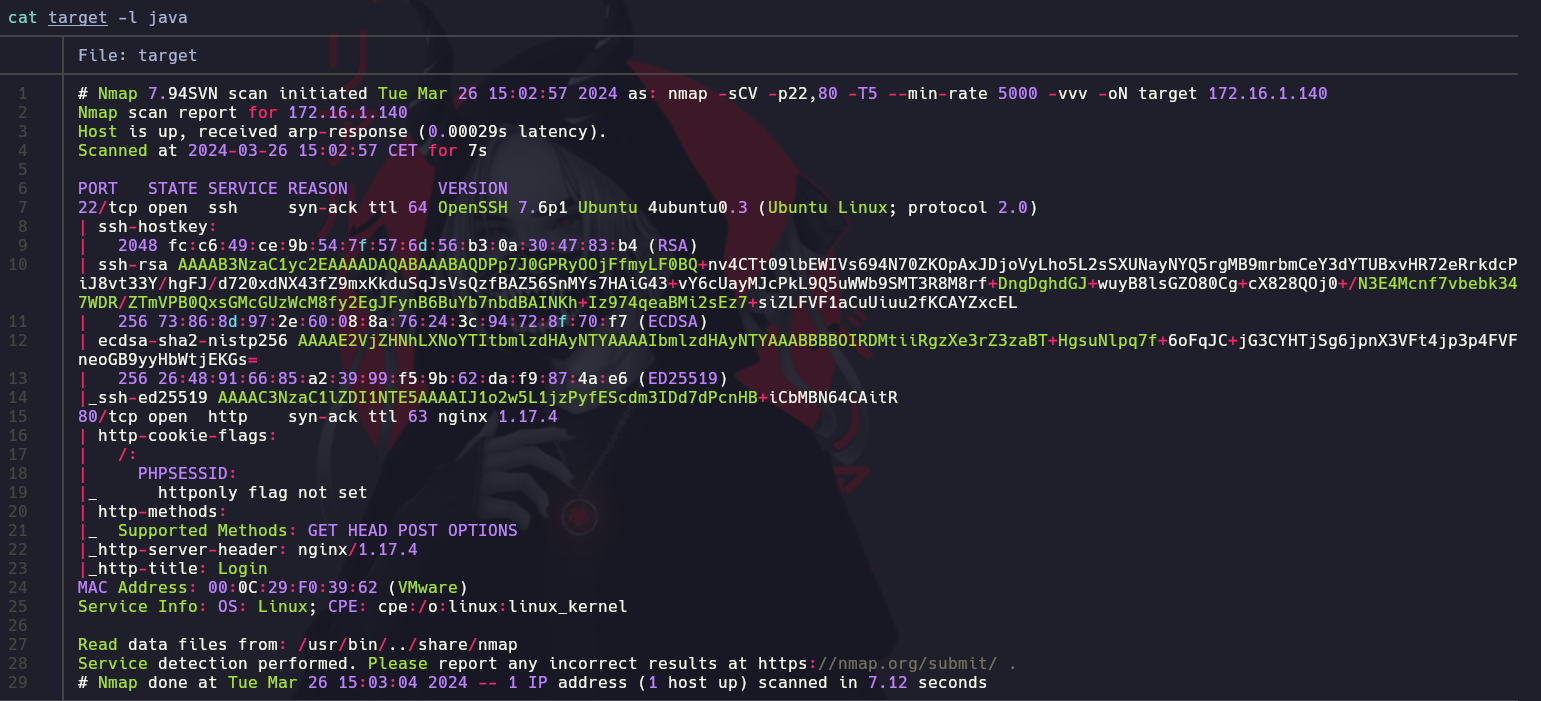 cat target -l java
File: target
1 # Nmap 7.94SVN scan initiated Tue Mar 26 15:02:57 2024 as: nmap -sCV -p22,80 -T5 --min-rate 5000 -vvv -oN target 172.16.1.140
2 Nmap scan report for 172.16.1.140
3 Host is up, received arp-response (0.00029s latency).
4 Scanned at 2024-03-26 15:02:57 CET for 7s
5
6 PORT   STATE SERVICE REASON         VERSION
7 22/tcp open  ssh     syn-ack ttl 64 OpenSSH 7.6p1 Ubuntu 4ubuntu0.3 (Ubuntu Linux; protocol 2.0)
8 | ssh-hostkey:
9 |   2048 fc:c6:49:ce:9b:54:7f:57:6d:56:b3:0a:30:47:83:b4 (RSA)
10 | ssh-rsa AAAAB3NzaC1yc2EAAAADAQABAAABAQDPp7J0GPRyOOjFfmyLF0BQ+nv4CTt09lbEWIVs694N70ZKOpAxJDjoVyLho5L2sSXUNayNYQ5rgMB9mrbmCeY3dYTUBxvHR72eRrkdcP
iJ8vt33Y/hgFJ/d720xdNX43fZ9mxKkduSqJsVsQzfBAZ56SnMYs7HAiG43+vY6cUayMJcPkL9Q5uWWb9SMT3R8M8rf+DngDghdGJ+wuyB8lsGZO80Cg+cX828QOj0+/N3E4Mcnf7vbebk34
7WDR/ZTmVPB0QxsGMcGUzWcM8fy2EgJFynB6BuYb7nbdBAINKh+Iz974qeaBMi2sEz7+siZLFVF1aCuUiuu2fKCAYZxcEL
11 |   256 73:86:8d:97:2e:60:08:8a:76:24:3c:94:72:8f:70:f7 (ECDSA)
12 | ecdsa-sha2-nistp256 AAAAE2VjZHNhLXNoYTItbmlzdHAyNTYAAAAIbmlzdHAyNTYAAABBBBOIRDMtiiRgzXe3rZ3zaBT+HgsuNlpq7f+6oFqJC+jG3CYHTjSg6jpnX3VFt4jp3p4FVF
neoGB9yyHbWtjEKGs=
13 |   256 26:48:91:66:85:a2:39:99:f5:9b:62:da:f9:87:4a:e6 (ED25519)
14 |_ssh-ed25519 AAAAC3NzaC1lZDI1NTE5AAAAIJ1o2w5L1jzPyfEScdm3IDd7dPcnHB+iCbMBN64CAitR
15 80/tcp open  http    syn-ack ttl 63 nginx 1.17.4
16 | http-cookie-flags:
17 |   /:
18 |     PHPSESSID:
19 |_      httponly flag not set
20 | http-methods:
21 |_  Supported Methods: GET HEAD POST OPTIONS
22 |_http-server-header: nginx/1.17.4
23 |_http-title: Login
24 MAC Address: 00:0C:29:F0:39:62 (VMware)
25 Service Info: OS: Linux; CPE: cpe:/o:linux:linux_kernel
26
27 Read data files from: /usr/bin/../share/nmap
28 Service detection performed. Please report any incorrect results at https://nmap.org/submit/ .
29 # Nmap done at Tue Mar 26 15:03:04 2024 -- 1 IP address (1 host up) scanned in 7.12 seconds